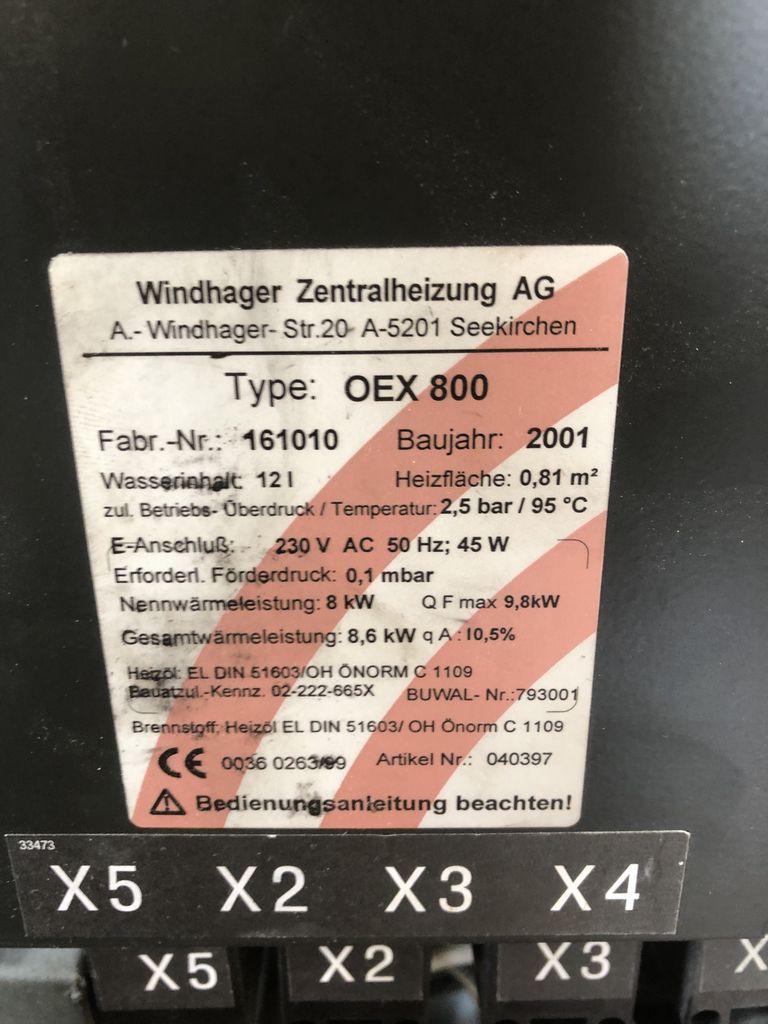 Windhager Zentralheizung AG
A.- Windhager- Str.20- A-5201 Seekirchen
Type: OEX 800
Fabr.-Nr.: 161010 Baujahr: 2001
Wasserinhalt: 12 l Heizfläche: 0,81 m²
zul. Betriebs- Überdruck / Temperatur: 2,5 bar / 95 °C
E-Anschluß: 230 V AC 50 Hz; 45 W
Erforderl. Förderdruck: 0,1 mbar
Nennwärmeleistung: 8 kW Q F max 9,8kW
Gesamtwärmeleistung: 8,6 kW q A : 10,5%
Heizöl: EL DIN 51603/OH ÖNORM C 1109
Bauatzul.-Kennz. 02-222-665X BUWAL- Nr.:793001
Brennstoff: Heizöl EL DIN 51603/ OH Önorm C 1109
CE 0036 0263/99 Artikel Nr.: 040397
Bedienungsanleitung beachten!
33473
X5 X2 X3 X4
X5 X2 X3 X